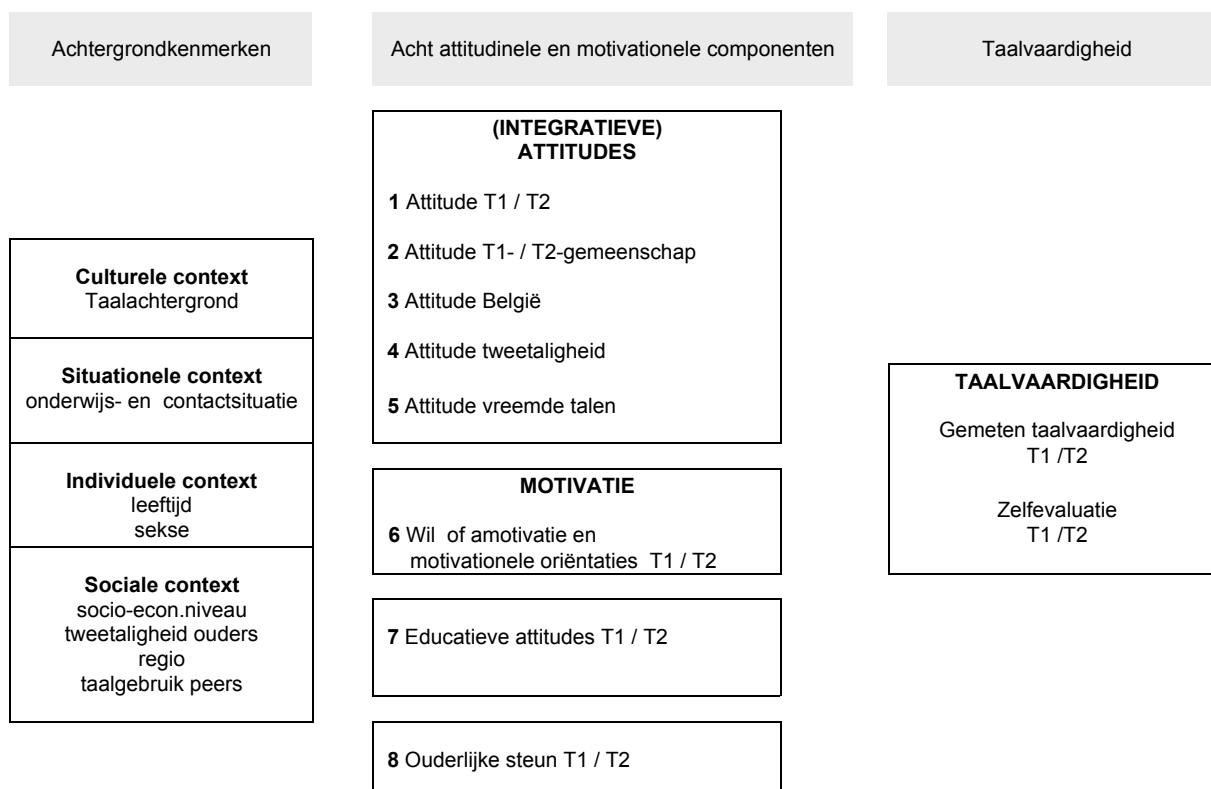 Achtergrondkenmerken
Acht attitudinele en motivationele componenten
Taalvaardigheid
Culturele context
Taalachtergrond
Situationele context
onderwijs- en contactsituatie
Individuele context
leeftijd
sekse
Sociale context
socio-econ.niveau
tweetaligheid ouders
regio
taalgebruik peers
(INTEGRATIEVE)
ATTITUDES
1 Attitude T1 / T2
2 Attitude T1- / T2-gemeenschap
3 Attitude België
4 Attitude tweetaligheid
5 Attitude vreemde talen
MOTIVATIE
6 Wil of amotivatie en
motivationele oriëntaties T1 / T2
7 Educatieve attitudes T1 / T2
8 Ouderlijke steun T1 / T2
TAALVAARDIGHEID
Gemeten taalvaardigheid
T1 /T2
Zelfevaluatie
T1 /T2